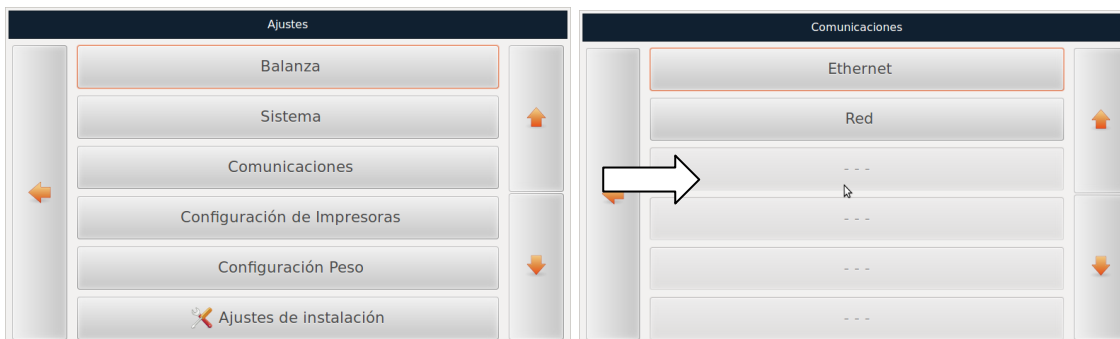 Ajustes
Balanza
Sistema
Comunicaciones
Configuración de Impresoras
Configuración Peso
Ajustes de instalación
Comunicaciones
Ethernet
Red
- - -
- - -
- - -
- - -